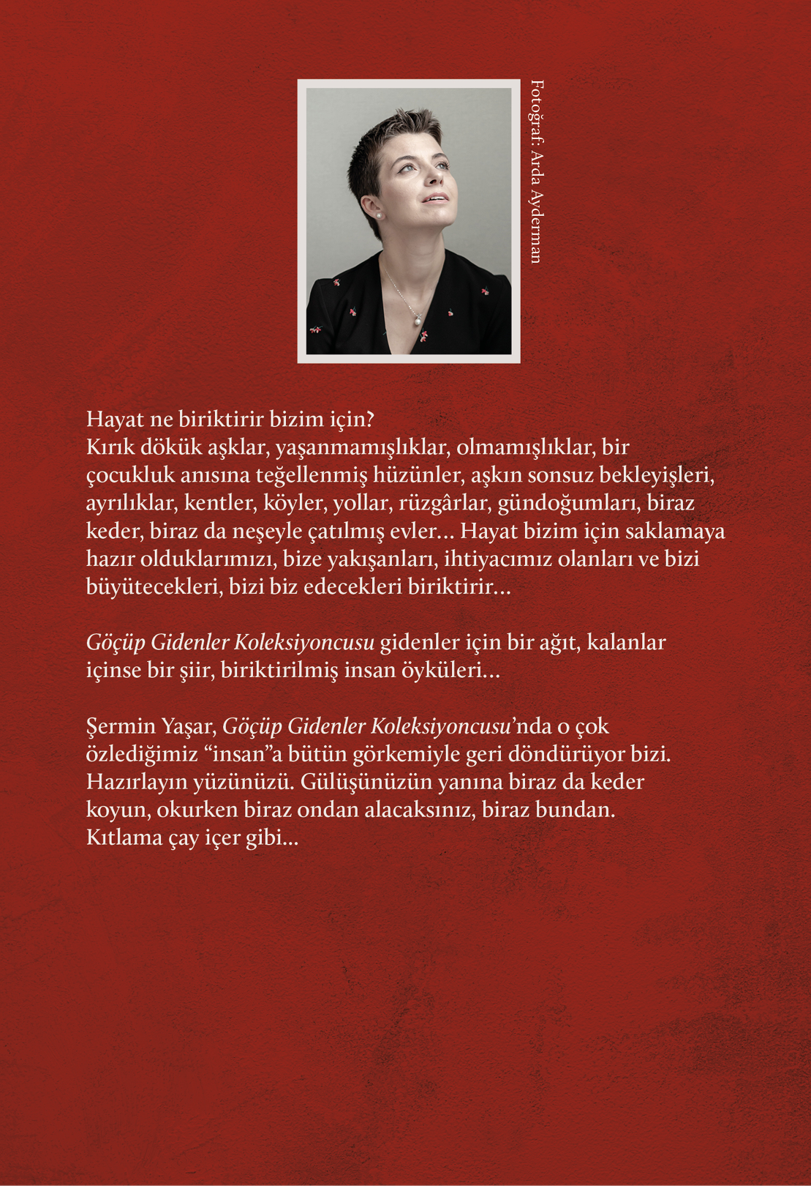 Fotoğraf: Arda Ayderman
Hayat ne biriktirir bizim için?
Kırık dökük aşklar, yaşanmamışlıklar, olmamışlıklar, bir
çocukluk anısına teğellenmiş hüzünler, aşkın sonsuz bekleyişleri,
ayrılıklar, kentler, köyler, yollar, rüzgârlar, gündoğumları, biraz
keder, biraz da neşeyle çatılmış evler… Hayat bizim için saklamaya
hazır olduklarımızı, bize yakışanları, ihtiyacımız olanları ve bizi
büyütecekleri, bizi biz edecekleri biriktirir…
Göçüp Gidenler Koleksiyoncusu gidenler için bir ağıt, kalanlar
içinse bir şiir, biriktirilmiş insan öyküleri…
Şermin Yaşar, Göçüp Gidenler Koleksiyoncusu’nda o çok
özlediğimiz “insan”a bütün görkemiyle geri döndürüyor bizi.
Hazırlayın yüzünüzü. Gülüşünüzün yanına biraz da keder
koyun, okurken biraz ondan alacaksınız, biraz bundan.
Kıtlama çay içer gibi...